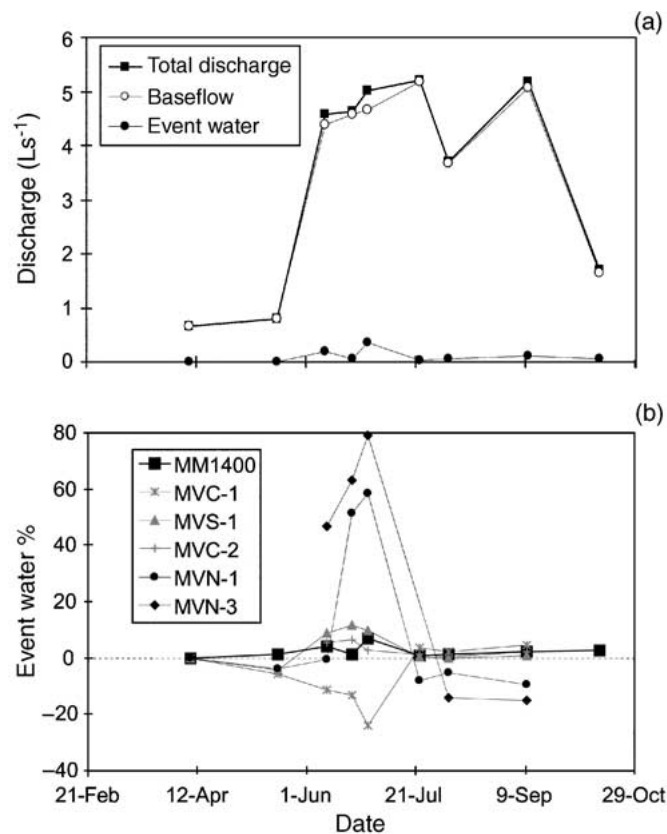 (a)
6
5
4
3
2
1
0
Discharge (Ls⁻¹)
Total discharge
Baseflow
Event water
(b)
80
60
40
20
0
−20
−40
Event water %
MM1400
MVC-1
MVS-1
MVC-2
MVN-1
MVN-3
21-Feb 12-Apr 1-Jun 21-Jul 9-Sep 29-Oct
Date